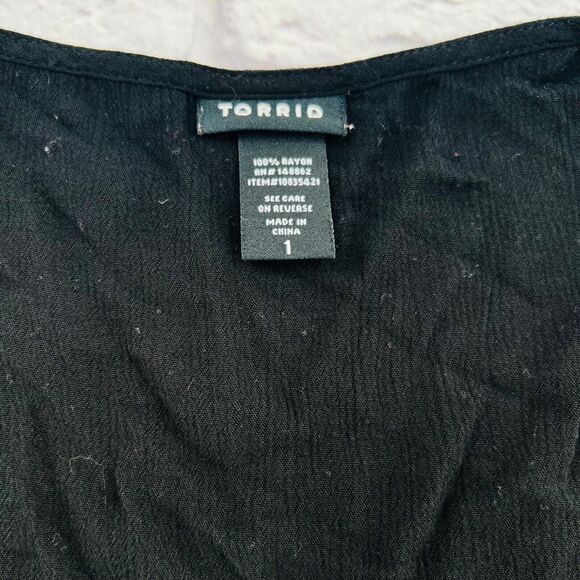 TORRID
100% RAYON
RN# 148862
ITEM#10835421
SEE CARE
ON REVERSE
MADE IN
CHINA
1